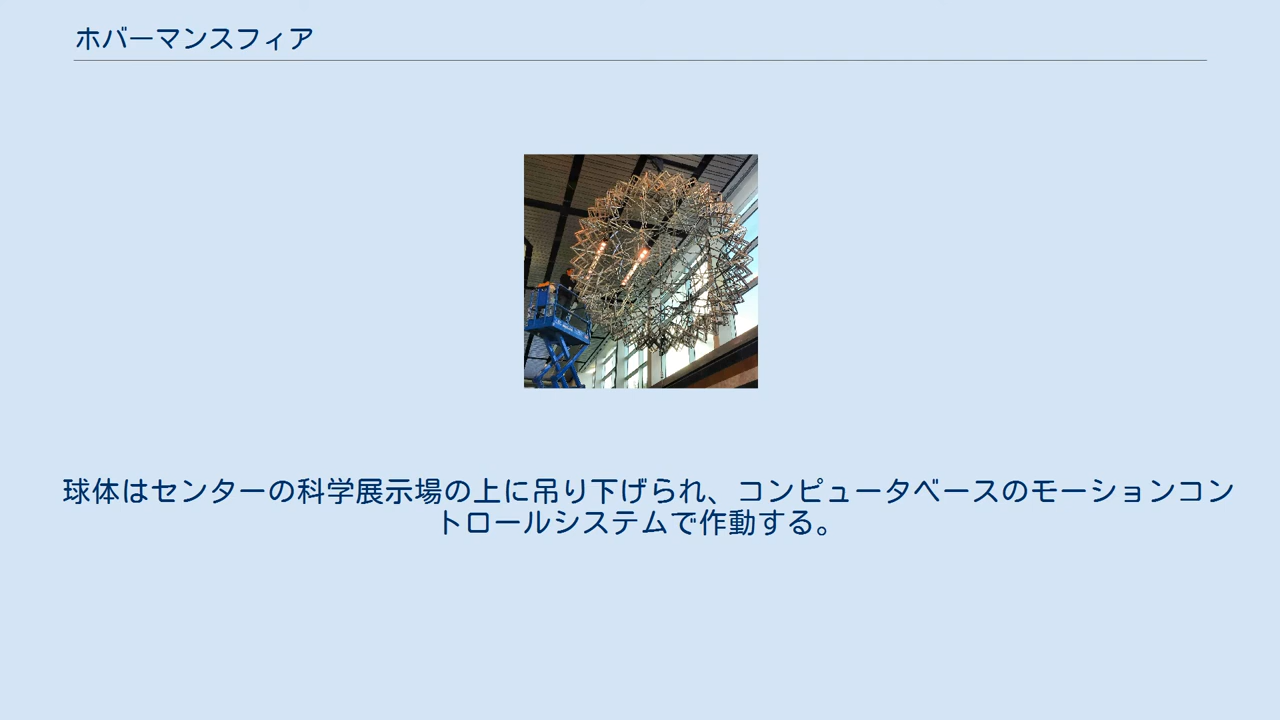 ホバーマンスフィア
球体はセンターの科学展示場の上に吊り下げられ、コンピュータベースのモーションコン
トロールシステムで作動する。